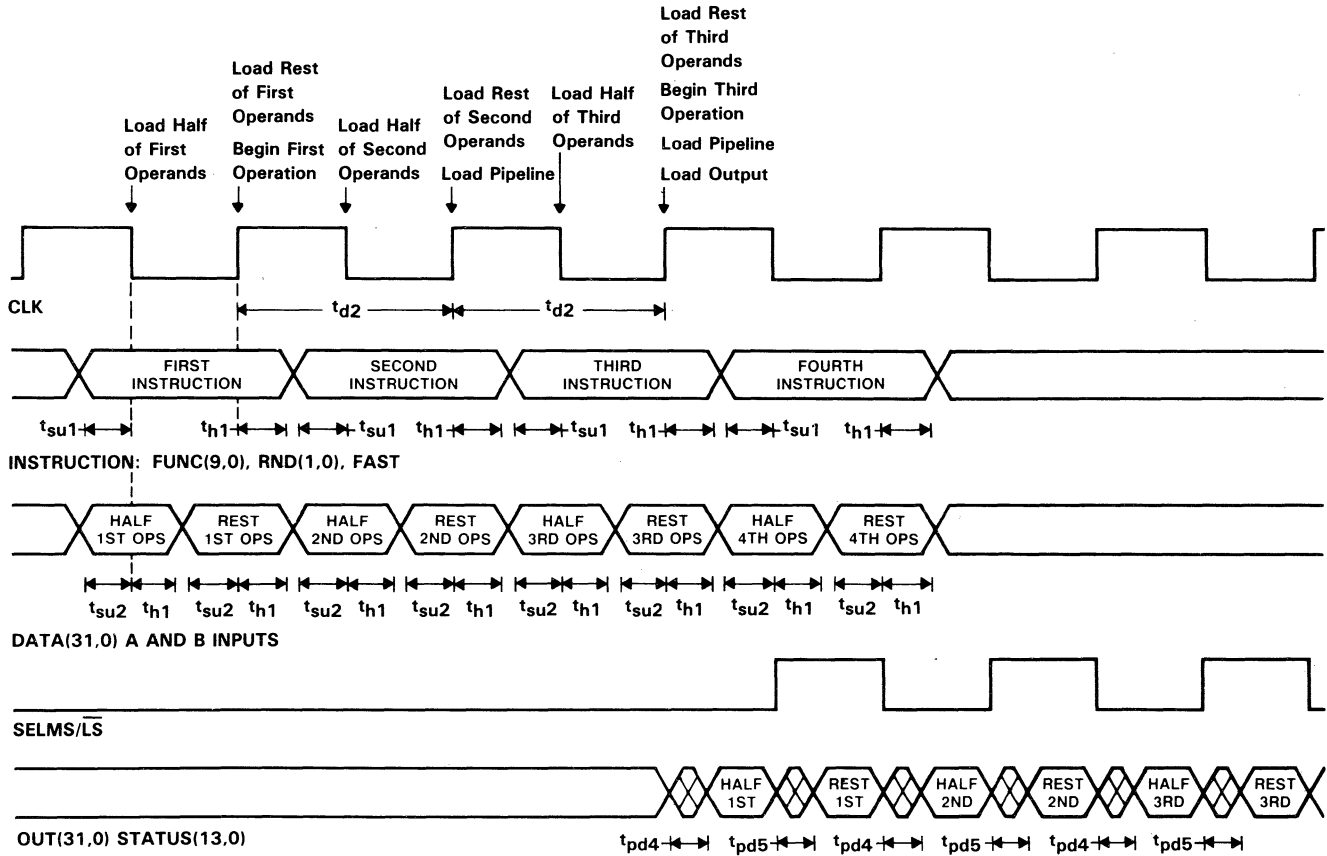 Load Half
of First
Operands
Load Rest
of First
Operands
Begin First
Operation
Load Half
of Second
Operands
Load Rest
of Second
Operands
Load Pipeline
Load Half
of Third
Operands
Load Rest
of Third
Operands
Begin Third
Operation
Load Pipeline
Load Output
CLK
td2 td2
FIRST
INSTRUCTION
SECOND
INSTRUCTION
THIRD
INSTRUCTION
FOURTH
INSTRUCTION
tsu1 th1 tsu1 th1 tsu1 th1 tsu1 th1
INSTRUCTION: FUNC(9,0), RND(1,0), FAST
HALF
1ST OPS
REST
1ST OPS
HALF
2ND OPS
REST
2ND OPS
HALF
3RD OPS
REST
3RD OPS
HALF
4TH OPS
REST
4TH OPS
tsu2 th1 tsu2 th1 tsu2 th1 tsu2 th1 tsu2 th1 tsu2 th1 tsu2 th1 tsu2 th1
DATA(31,0) A AND B INPUTS
SELMS/L̅S̅
HALF
1ST
REST
1ST
HALF
2ND
REST
2ND
HALF
3RD
REST
3RD
OUT(31,0) STATUS(13,0)
tpd4 tpd5 tpd4 tpd5 tpd4 tpd5